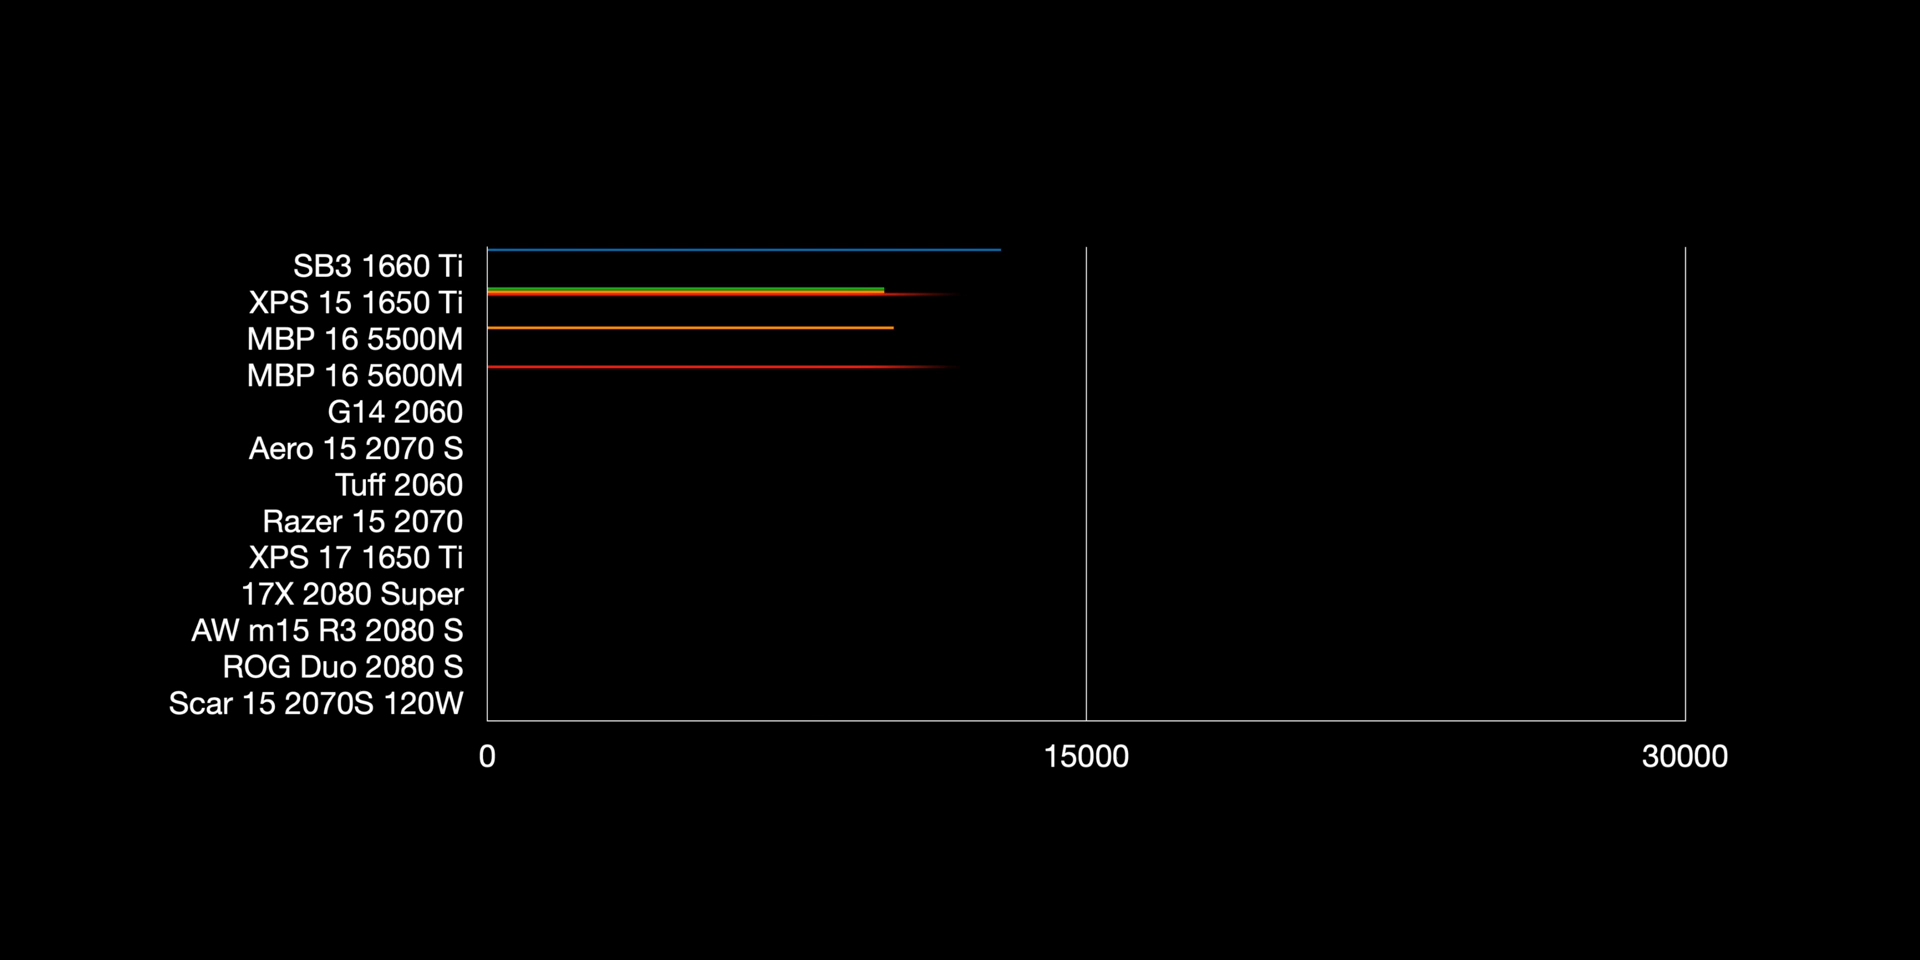 SB3 1660 Ti
XPS 15 1650 Ti
MBP 16 5500M
MBP 16 5600M
G14 2060
Aero 15 2070 S
Tuff 2060
Razer 15 2070
XPS 17 1650 Ti
17X 2080 Super
AW m15 R3 2080 S
ROG Duo 2080 S
Scar 15 2070S 120W
0 15000 30000